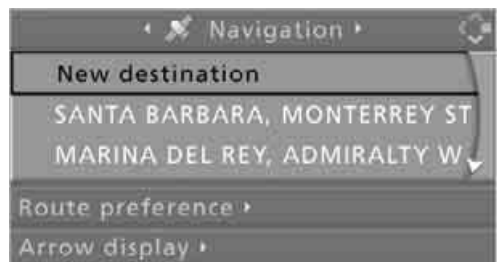 Navigation
New destination
SANTA BARBARA, MONTERREY ST
MARINA DEL REY, ADMIRALTY W
Route preference
Arrow display